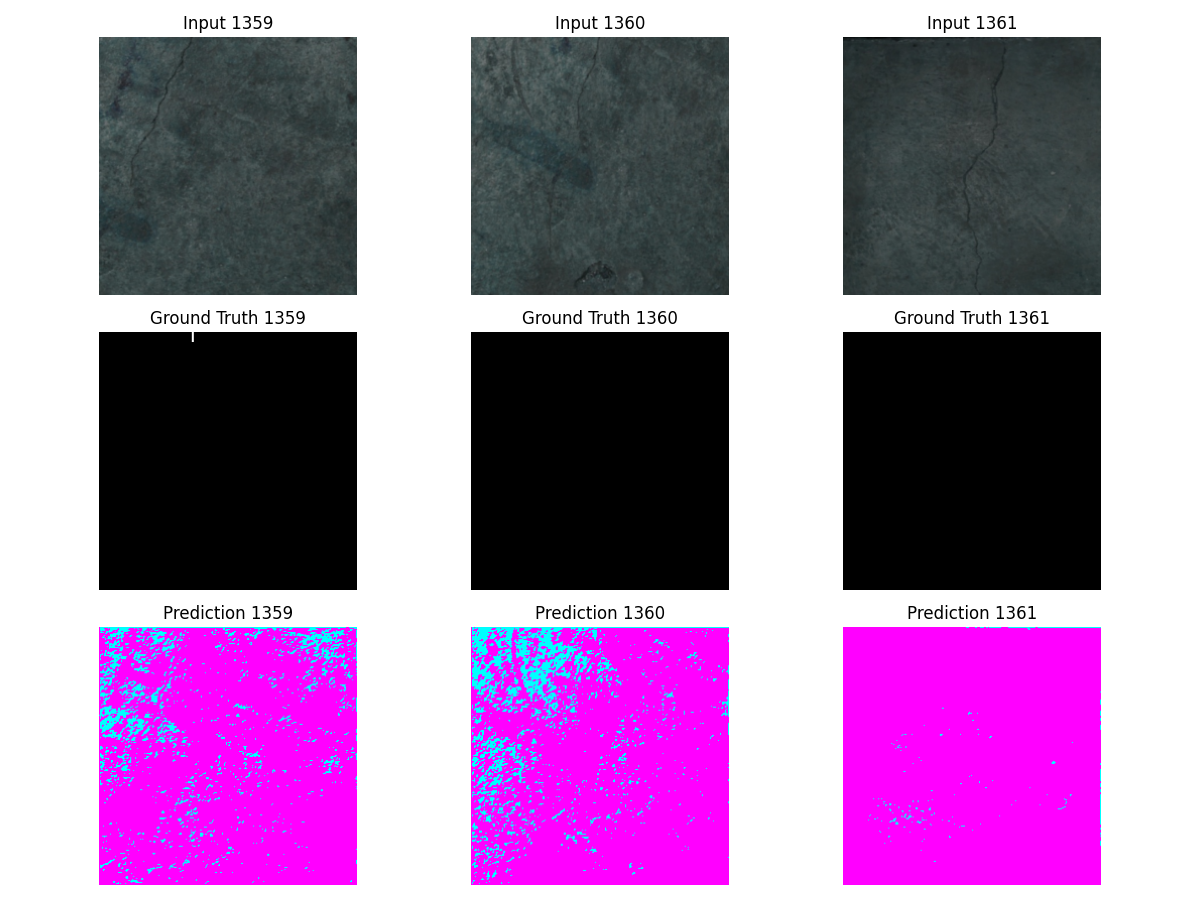 Input 1359
Input 1360
Input 1361
Ground Truth 1359
Ground Truth 1360
Ground Truth 1361
Prediction 1359
Prediction 1360
Prediction 1361